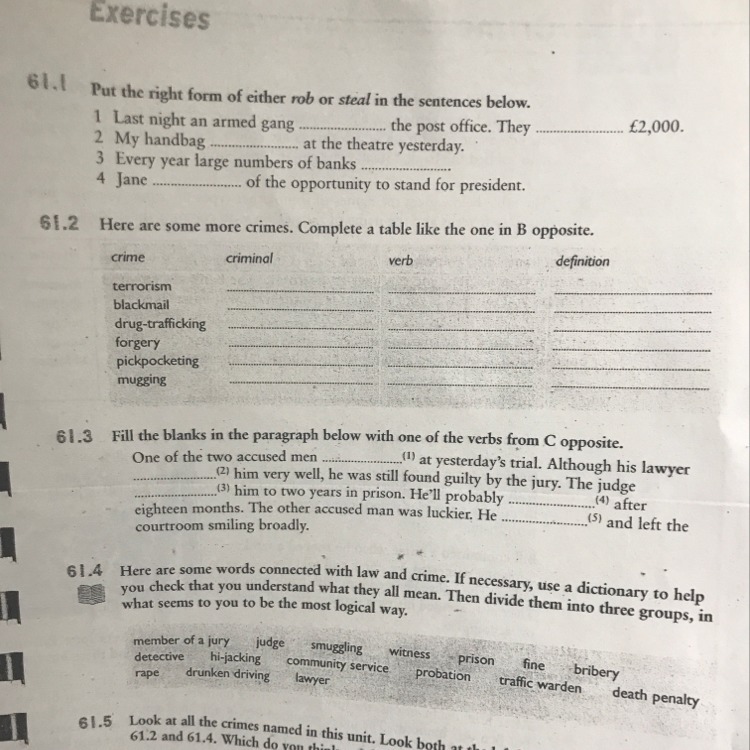 Exercises
61.1 Put the right form of either rob or steal in the sentences below.
1 Last night an armed gang ........................ the post office. They ........................ £2,000.
2 My handbag ........................ at the theatre yesterday.
3 Every year large numbers of banks ........................
4 Jane ........................ of the opportunity to stand for president.
61.2 Here are some more crimes. Complete a table like the one in B opposite.
crime criminal verb definition
terrorism
blackmail
drug-trafficking
forgery
pickpocketing
mugging
61.3 Fill the blanks in the paragraph below with one of the verbs from C opposite.
One of the two accused men ........................(1) at yesterday's trial. Although his lawyer
........................(2) him very well, he was still found guilty by the jury. The judge
........................(3) him to two years in prison. He'll probably ........................(4) after
eighteen months. The other accused man was luckier. He ........................(5) and left the
courtroom smiling broadly.
61.4 Here are some words connected with law and crime. If necessary, use a dictionary to help
you check that you understand what they all mean. Then divide them into three groups, in
what seems to you to be the most logical way.
member of a jury judge smuggling witness prison fine bribery
detective hi-jacking community service probation traffic warden death penalty
rape drunken driving lawyer
61.5 Look at all the crimes named in this unit. Look both at the
61.2 and 61.4. Which do you think